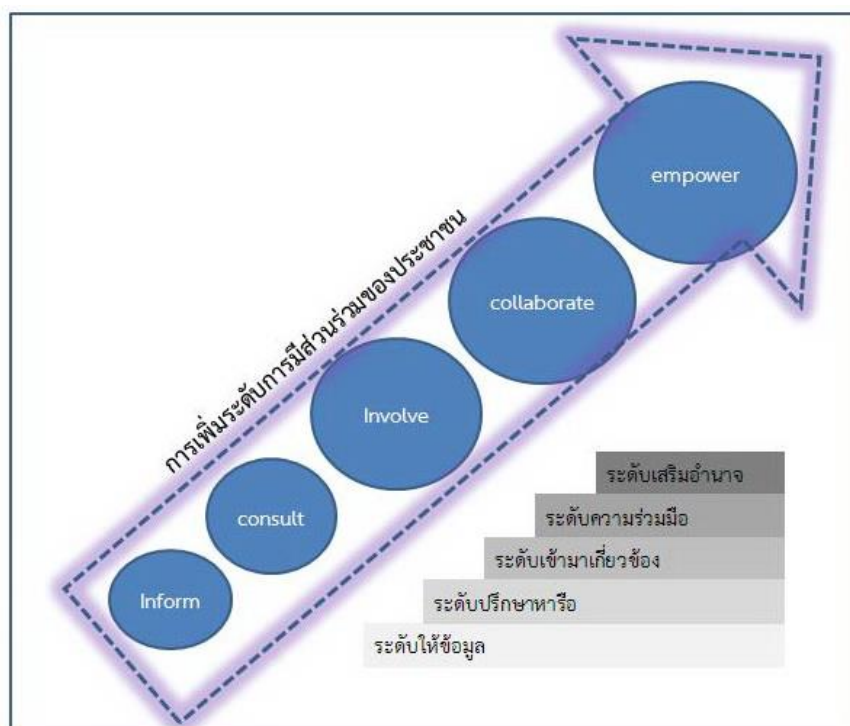 empower
การเพิ่มระดับการมีส่วนร่วมของประชาชน
collaborate
Involve
consult
Inform
ระดับเสริมอำนาจ
ระดับความร่วมมือ
ระดับเข้ามาเกี่ยวข้อง
ระดับปรึกษาหารือ
ระดับให้ข้อมูล